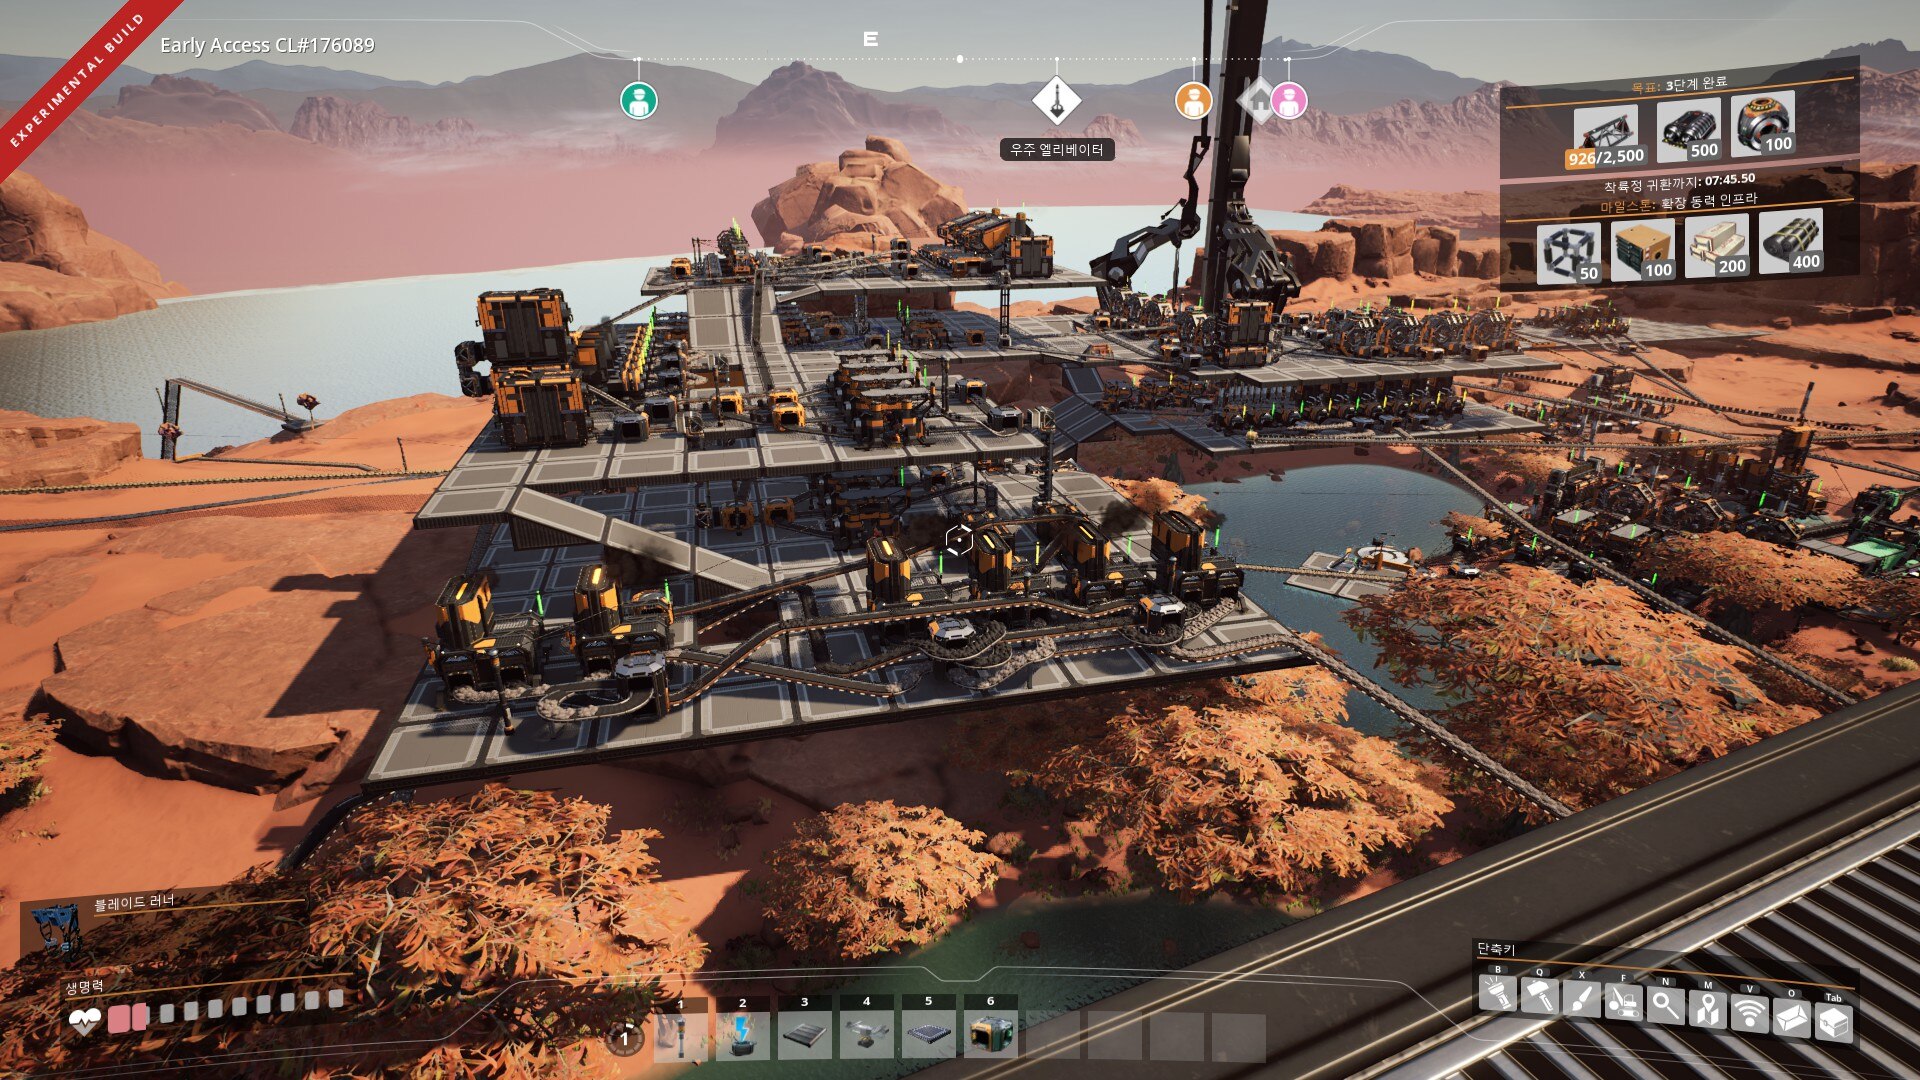 EXPERIMENTAL BUILD
Early Access CL#176089
E
우주 엘리베이터
목표: 3단계 완료
926/2,500
500
100
착륙정 귀환까지: 07:45.50
마일스톤: 확장 동력 인프라
50
100
200
400
블레이드 러너
생명력
1
1
2
3
4
5
6
단축키
B
Q
X
F
N
M
V
O
Tab